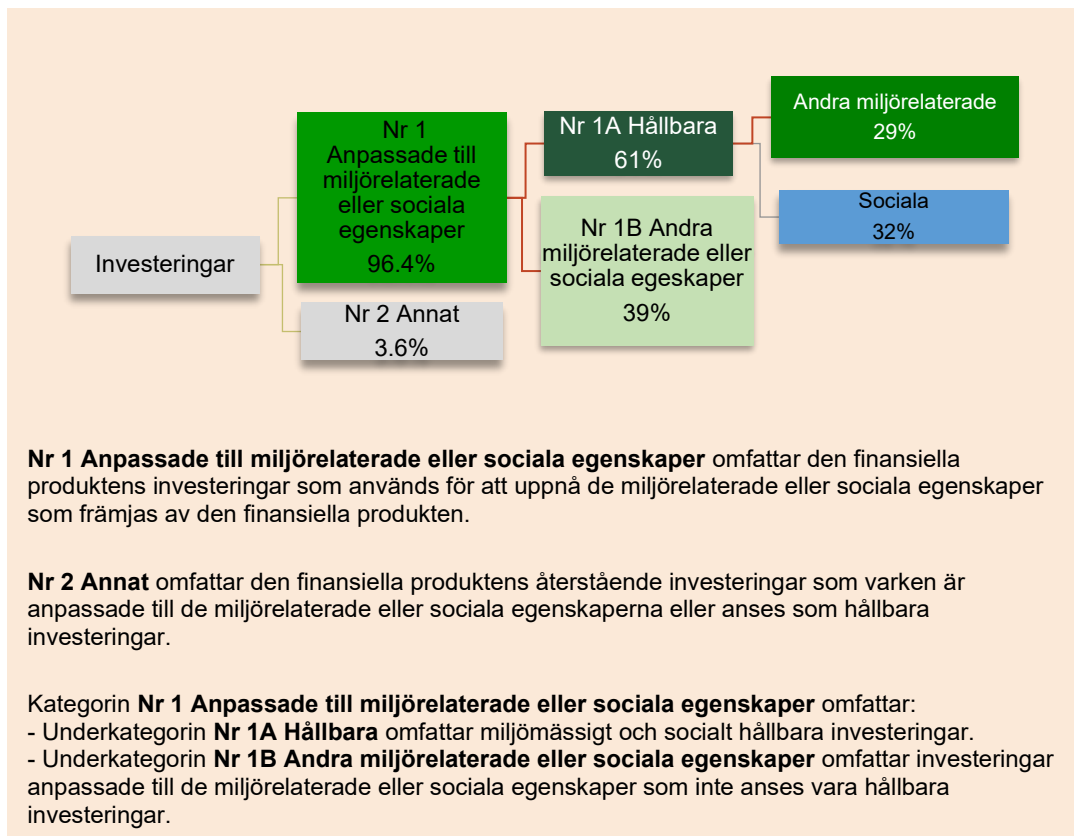 Investeringar
Nr 1
Anpassade till
miljörelaterade
eller sociala
egenskaper
96.4%
Nr 2 Annat
3.6%
Nr 1A Hållbara
61%
Nr 1B Andra
miljörelaterade eller
sociala egeskaper
39%
Andra miljörelaterade
29%
Sociala
32%
Nr 1 Anpassade till miljörelaterade eller sociala egenskaper omfattar den finansiella
produktens investeringar som används för att uppnå de miljörelaterade eller sociala egenskaper
som främjas av den finansiella produkten.
Nr 2 Annat omfattar den finansiella produktens återstående investeringar som varken är
anpassade till de miljörelaterade eller sociala egenskaperna eller anses som hållbara
investeringar.
Kategorin Nr 1 Anpassade till miljörelaterade eller sociala egenskaper omfattar:
- Underkategorin Nr 1A Hållbara omfattar miljömässigt och socialt hållbara investeringar.
- Underkategorin Nr 1B Andra miljörelaterade eller sociala egenskaper omfattar investeringar
anpassade till de miljörelaterade eller sociala egenskaper som inte anses vara hållbara
investeringar.